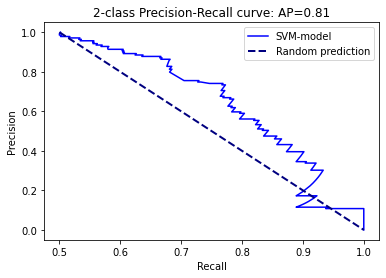 2-class Precision-Recall curve: AP=0.81
SVM-model
Random prediction
Precision
1.0
0.8
0.6
0.4
0.2
0.0
0.5
0.6
0.7
0.8
0.9
1.0
Recall